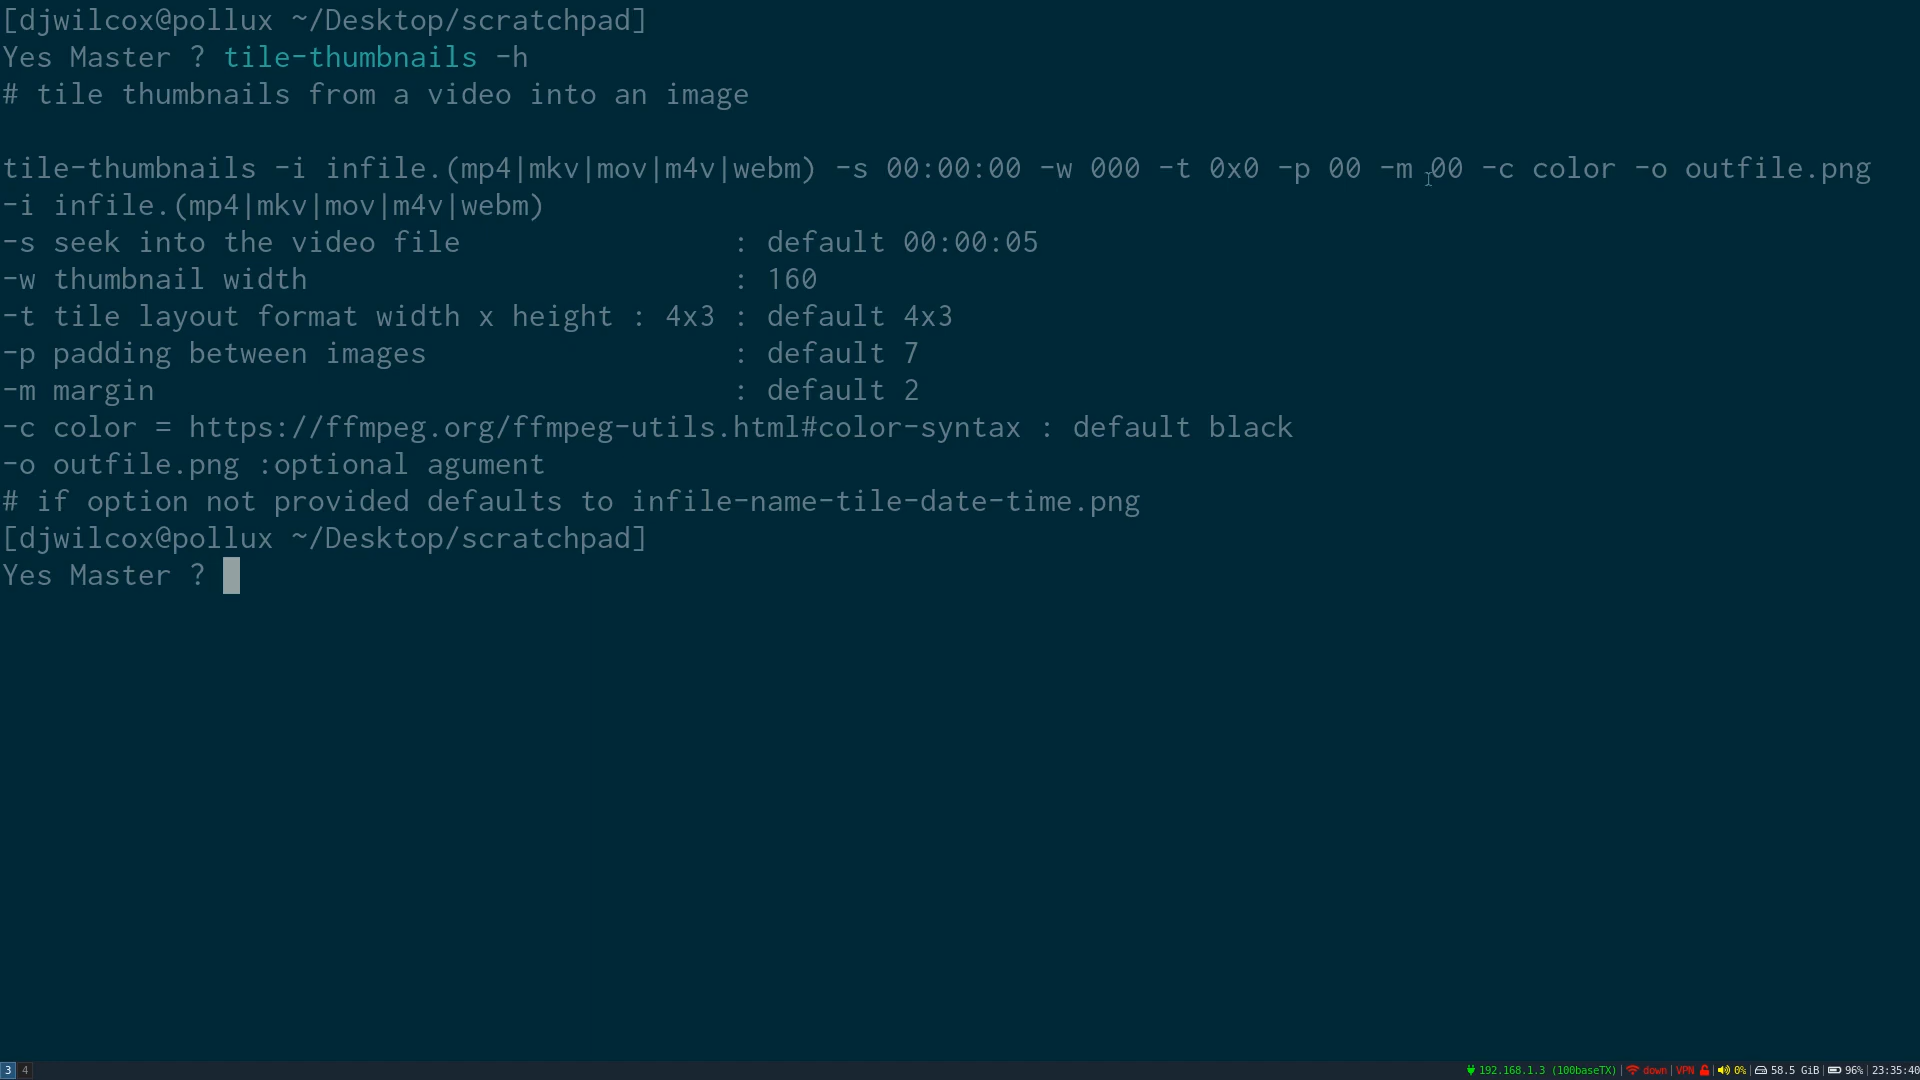 [djwilcox@pollux ~/Desktop/scratchpad]
Yes Master ? tile-thumbnails -h
# tile thumbnails from a video into an image
tile-thumbnails -i infile.(mp4|mkv|mov|m4v|webm) -s 00:00:00 -w 000 -t 0x0 -p 00 -m 00 -c color -o outfile.png
-i infile.(mp4|mkv|mov|m4v|webm)
-s seek into the video file : default 00:00:05
-w thumbnail width : 160
-t tile layout format width x height : 4x3 : default 4x3
-p padding between images : default 7
-m margin : default 2
-c color = https://ffmpeg.org/ffmpeg-utils.html#color-syntax : default black
-o outfile.png :optional agument
# if option not provided defaults to infile-name-tile-date-time.png
[djwilcox@pollux ~/Desktop/scratchpad]
Yes Master ?
3 4 192.168.1.3 (100baseTX)| down|VPN | 0%| 58.5 GiB| 96%| 23:35:40